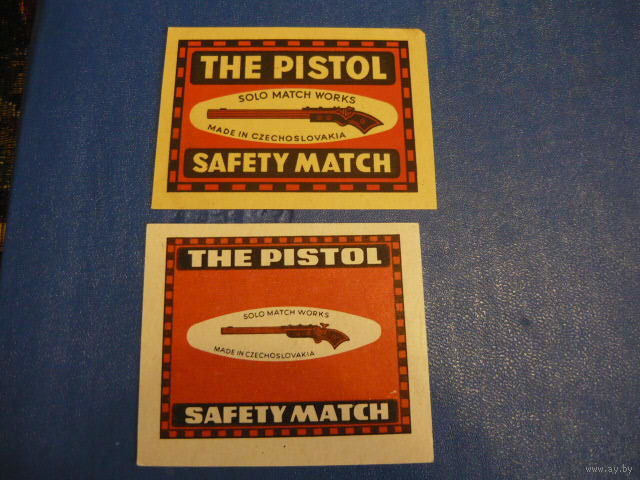 THE PISTOL
SOLO MATCH WORKS
MADE IN CZECHOSLOVAKIA
SAFETY MATCH
THE PISTOL
SOLO MATCH WORKS
MADE IN CZECHOSLOVAKIA
SAFETY MATCH
www.ay.by